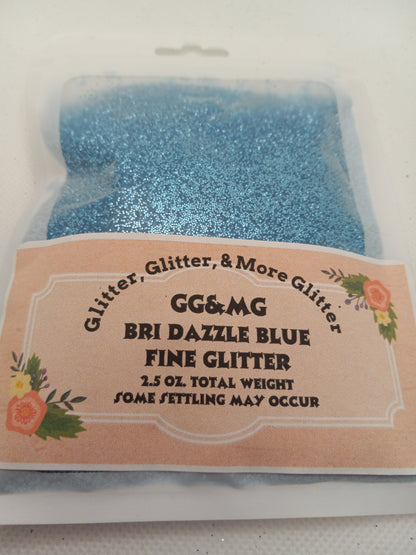 Glitter, Glitter, & More Glitter
GG&MG
BRI DAZZLE BLUE
FINE GLITTER
2.5 OZ. TOTAL WEIGHT
SOME SETTLING MAY OCCUR